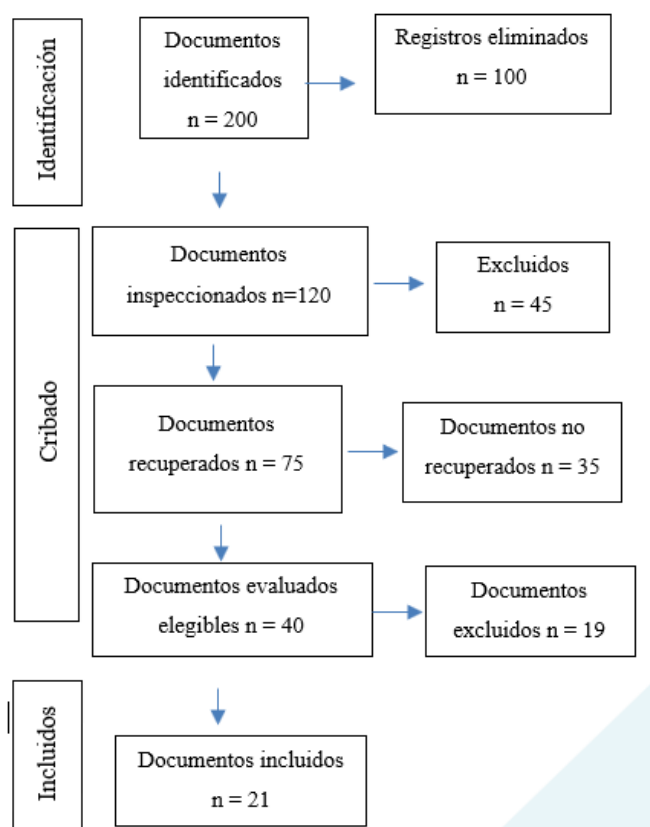 Identificación
Documentos
identificados
n = 200
Registros eliminados
n = 100
Cribado
Documentos
inspeccionados n=120
Excluidos
n = 45
Documentos
recuperados n = 75
Documentos no
recuperados n = 35
Documentos evaluados
elegibles n = 40
Documentos
excluidos n = 19
Incluidos
Documentos incluidos
n = 21